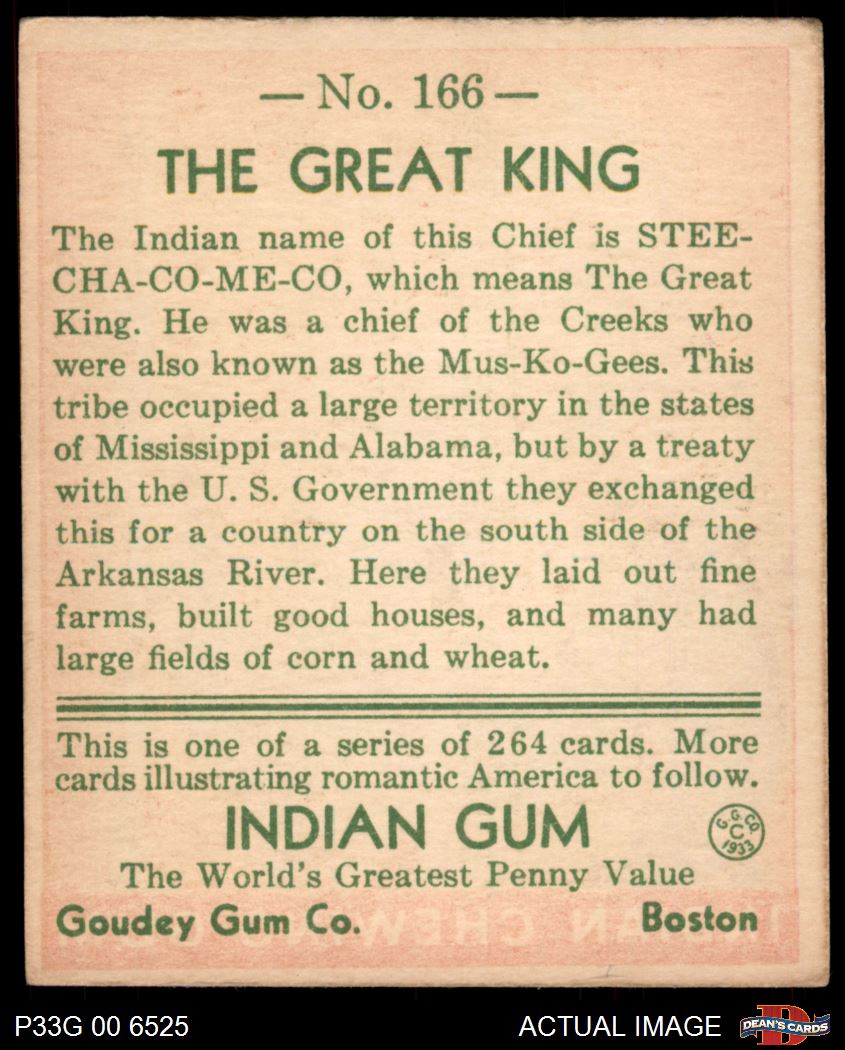 — No. 166 —
THE GREAT KING
The Indian name of this Chief is STEE-
CHA-CO-ME-CO, which means The Great
King. He was a chief of the Creeks who
were also known as the Mus-Ko-Gees. This
tribe occupied a large territory in the states
of Mississippi and Alabama, but by a treaty
with the U. S. Government they exchanged
this for a country on the south side of the
Arkansas River. Here they laid out fine
farms, built good houses, and many had
large fields of corn and wheat.
This is one of a series of 264 cards. More
cards illustrating romantic America to follow.
INDIAN GUM
G. G. CO.
C
1933
The World's Greatest Penny Value
Goudey Gum Co. Boston
P33G 00 6525 ACTUAL IMAGE D DEAN'S CARDS